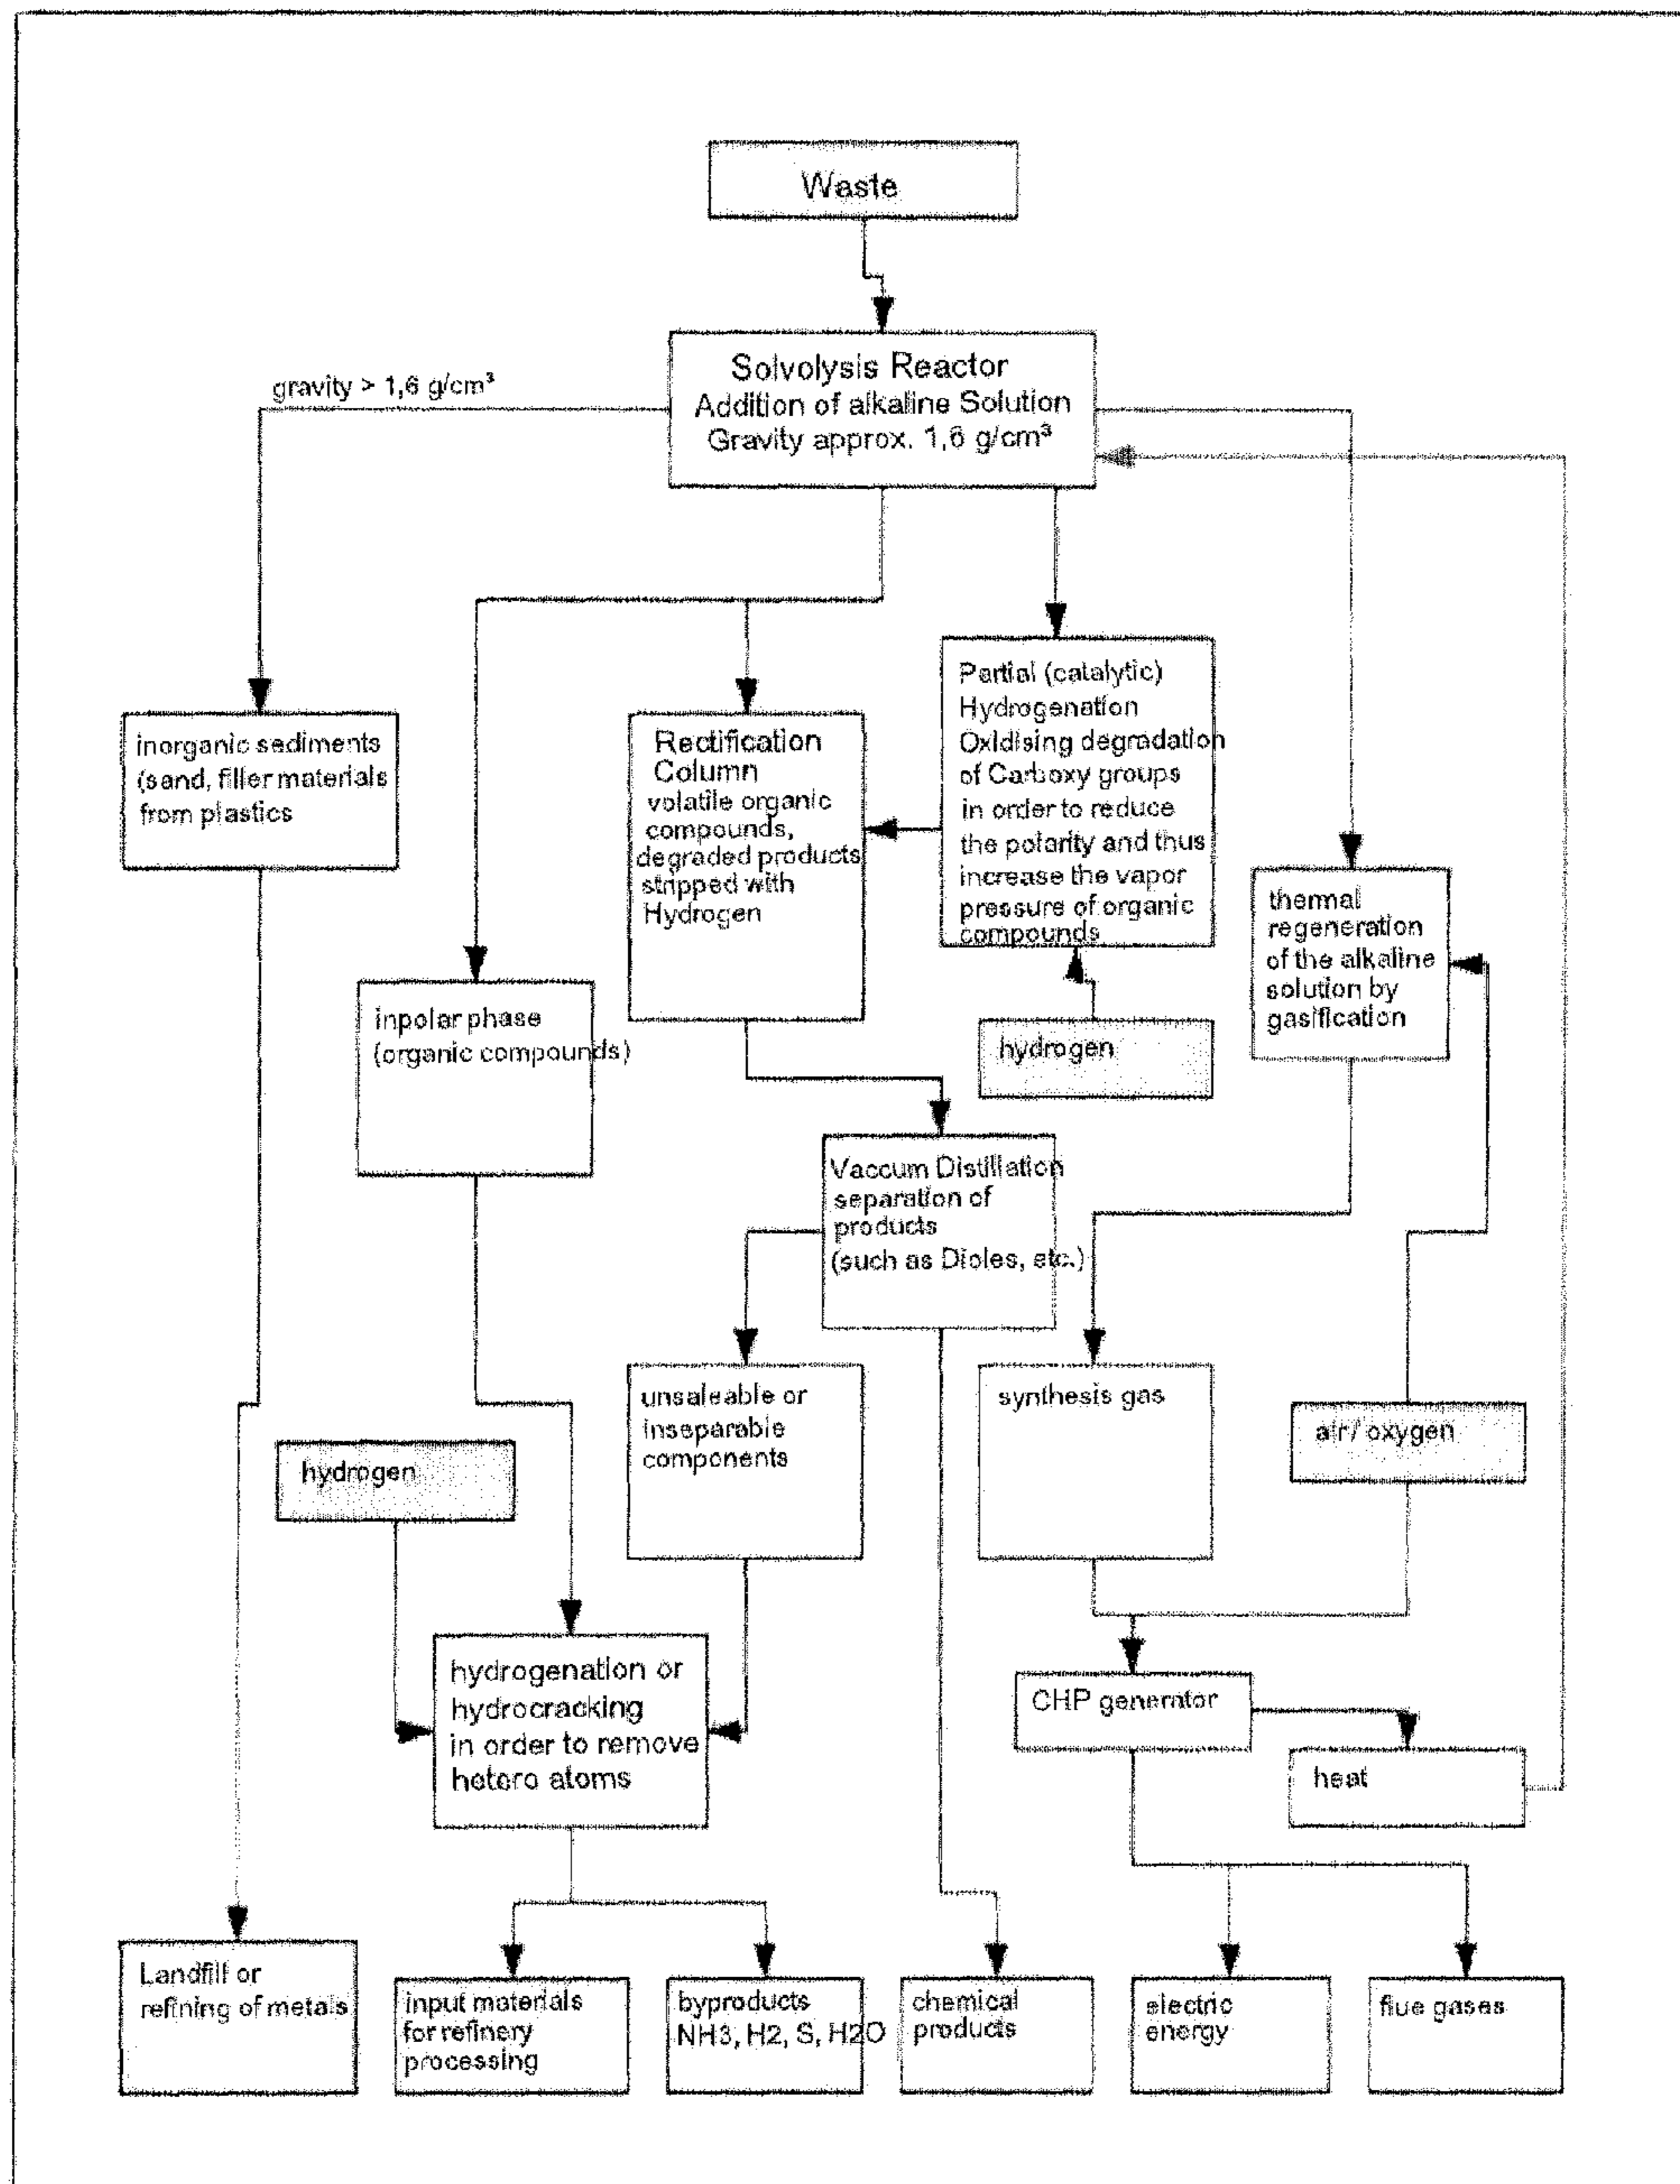 Waste
Solvolysis Reactor
Addition of alkaline Solution
Gravity approx. 1,6 g/cm³
gravity > 1,6 g/cm³
Partial (catalytic)
Hydrogenation
Oxidising degradation
of Carboxy groups
in order to reduce
the polarity and thus
increase the vapor
pressure of organic
compounds
inorganic sediments
(sand, filler materials
from plastics
Rectification
Column
volatile organic
compounds,
degraded products
stripped with
Hydrogen
thermal
regeneration
of the alkaline
solution by
gasification
inpolar phase
(organic compounds)
hydrogen
Vaccum Distillation
separation of
products
(such as Dioles, etc.)
unsaleable or
inseparable
components
synthesis gas
air/ oxygen
hydrogen
hydrogenation or
hydrocracking
in order to remove
hetero atoms
CHP generator
heat
Landfill or
refining of metals
input materials
for refinery
processing
byproducts
NH3, H2, S, H2O
chemical
products
electric
energy
flue gases